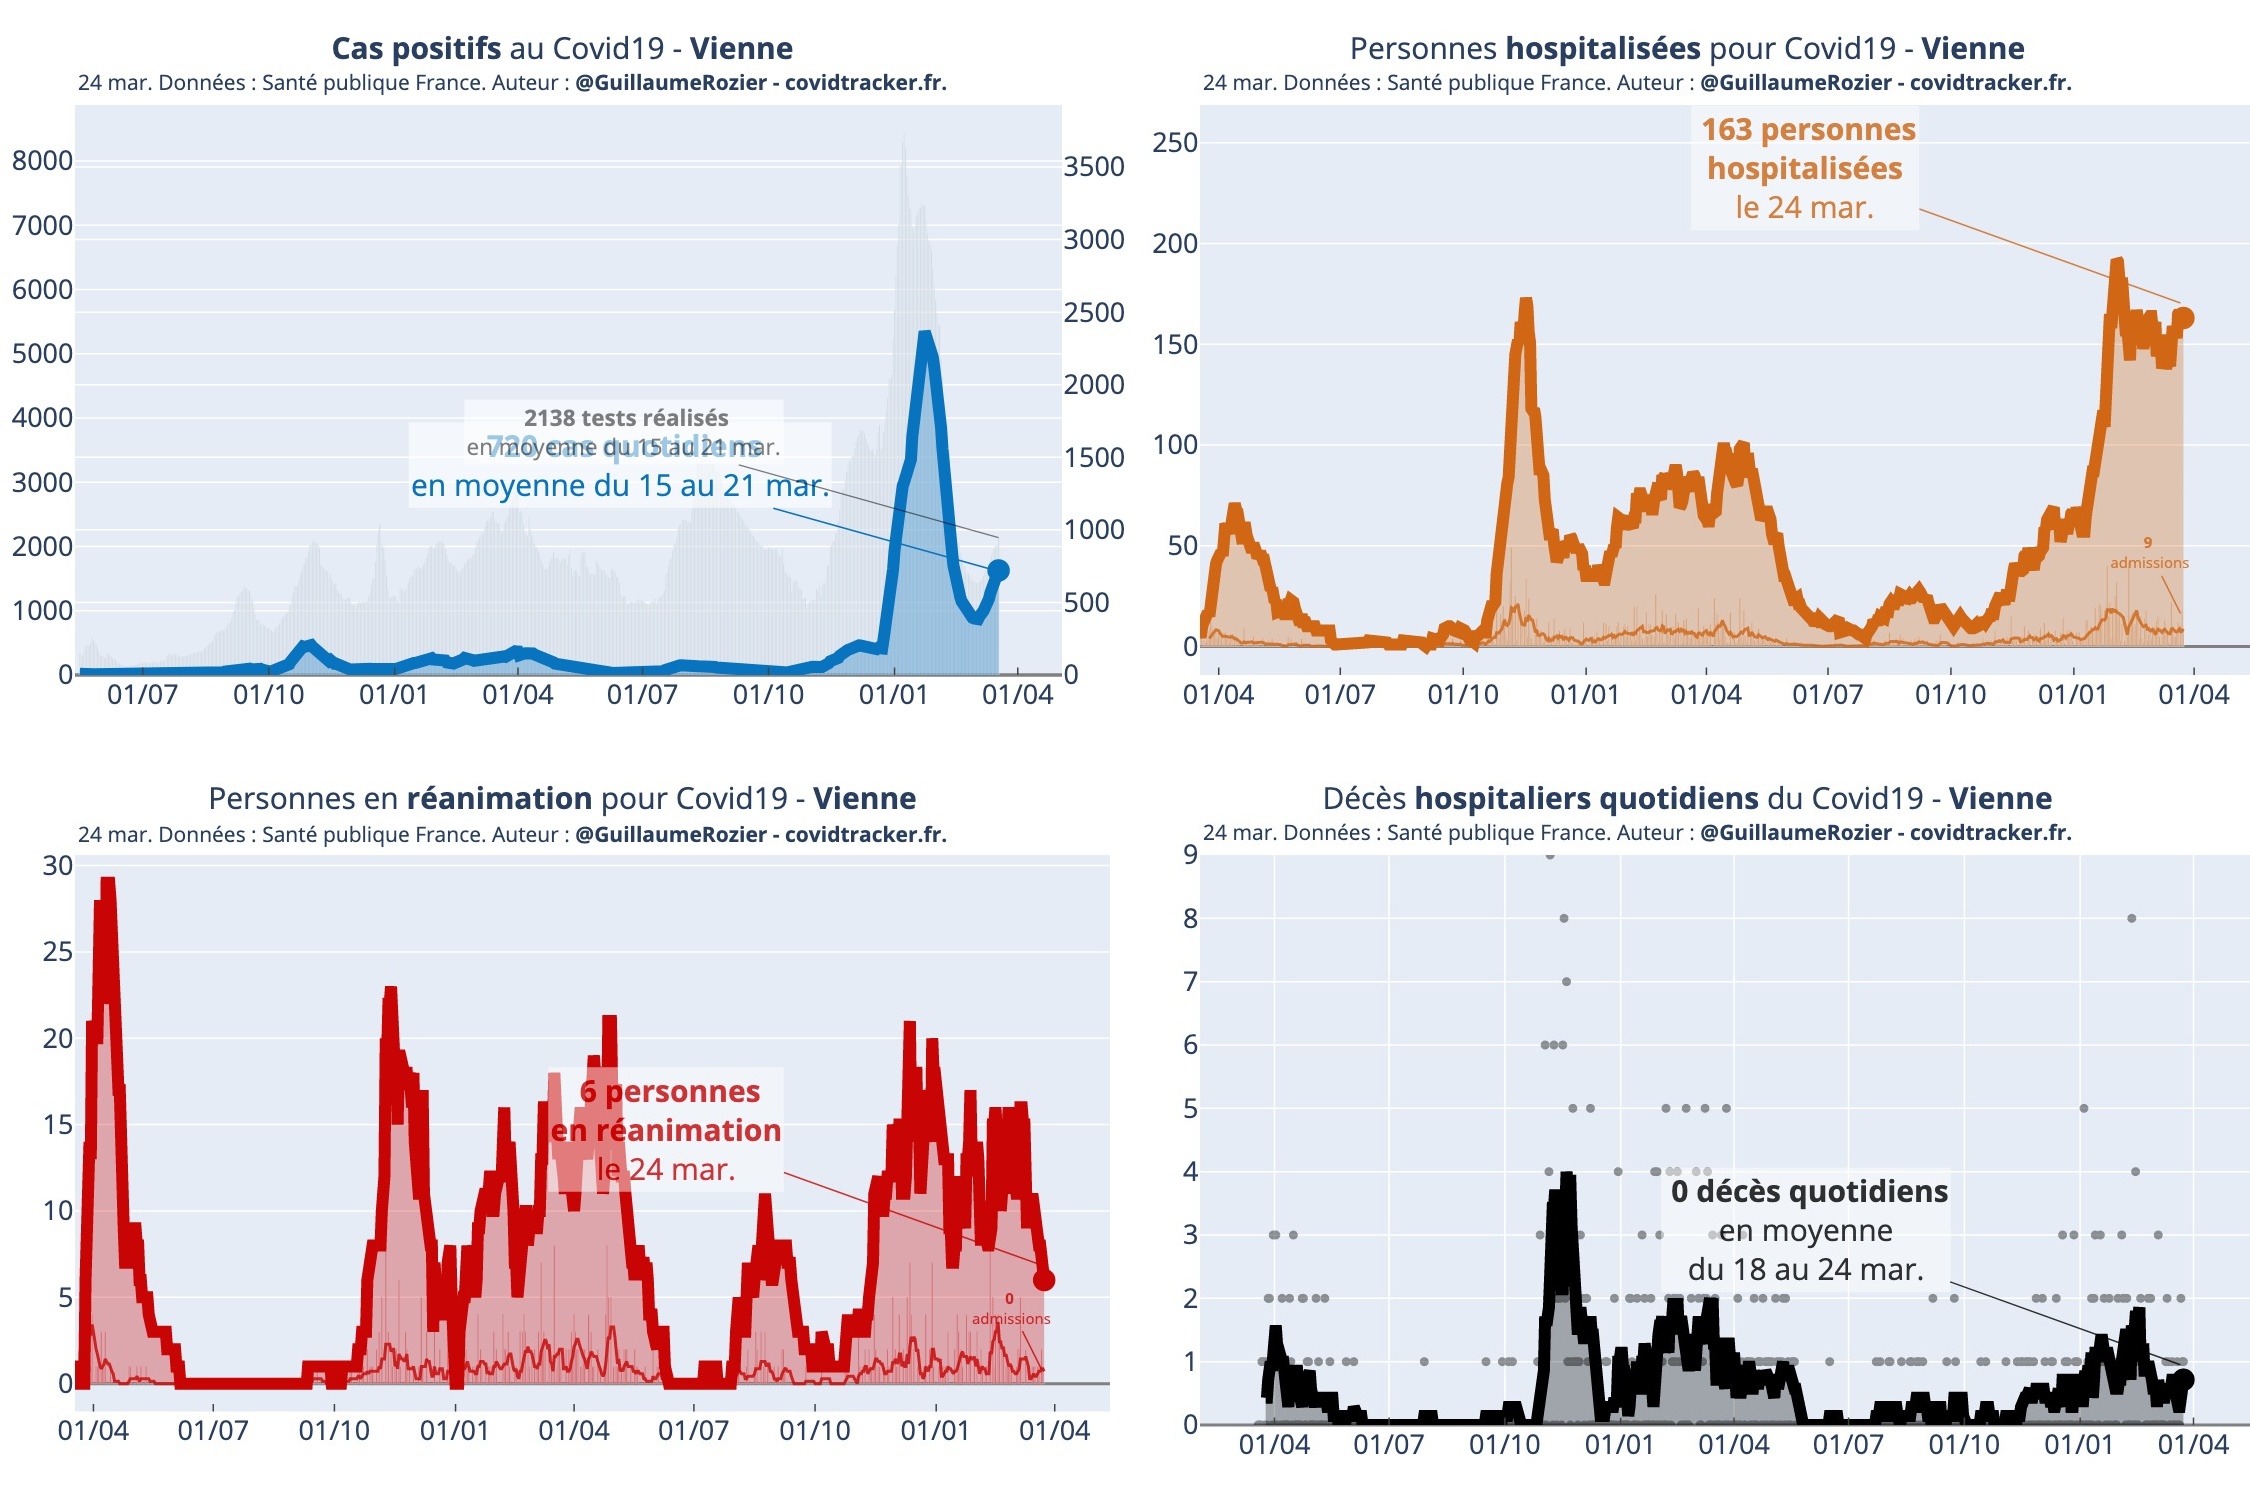 Cas positifs au Covid19 - Vienne
24 mar. Données : Santé publique France. Auteur : @GuillaumeRozier - covidtracker.fr.
8000
7000
6000
5000
4000
3000
2000
1000
0
3500
3000
2500
2000
1500
1000
500
0
2138 tests réalisés
en moyenne du 15 au 21 mar.
720 cas quotidiens
en moyenne du 15 au 21 mar.
01/07 01/10 01/01 01/04 01/07 01/10 01/01 01/04
Personnes hospitalisées pour Covid19 - Vienne
24 mar. Données : Santé publique France. Auteur : @GuillaumeRozier - covidtracker.fr.
250
200
150
100
50
0
163 personnes
hospitalisées
le 24 mar.
9
admissions
01/04 01/07 01/10 01/01 01/04 01/07 01/10 01/01 01/04
Personnes en réanimation pour Covid19 - Vienne
24 mar. Données : Santé publique France. Auteur : @GuillaumeRozier - covidtracker.fr.
30
25
20
15
10
5
0
6 personnes
en réanimation
le 24 mar.
0
admissions
01/04 01/07 01/10 01/01 01/04 01/07 01/10 01/01 01/04
Décès hospitaliers quotidiens du Covid19 - Vienne
24 mar. Données : Santé publique France. Auteur : @GuillaumeRozier - covidtracker.fr.
9
8
7
6
5
4
3
2
1
0
0 décès quotidiens
en moyenne
du 18 au 24 mar.
01/04 01/07 01/10 01/01 01/04 01/07 01/10 01/01 01/04